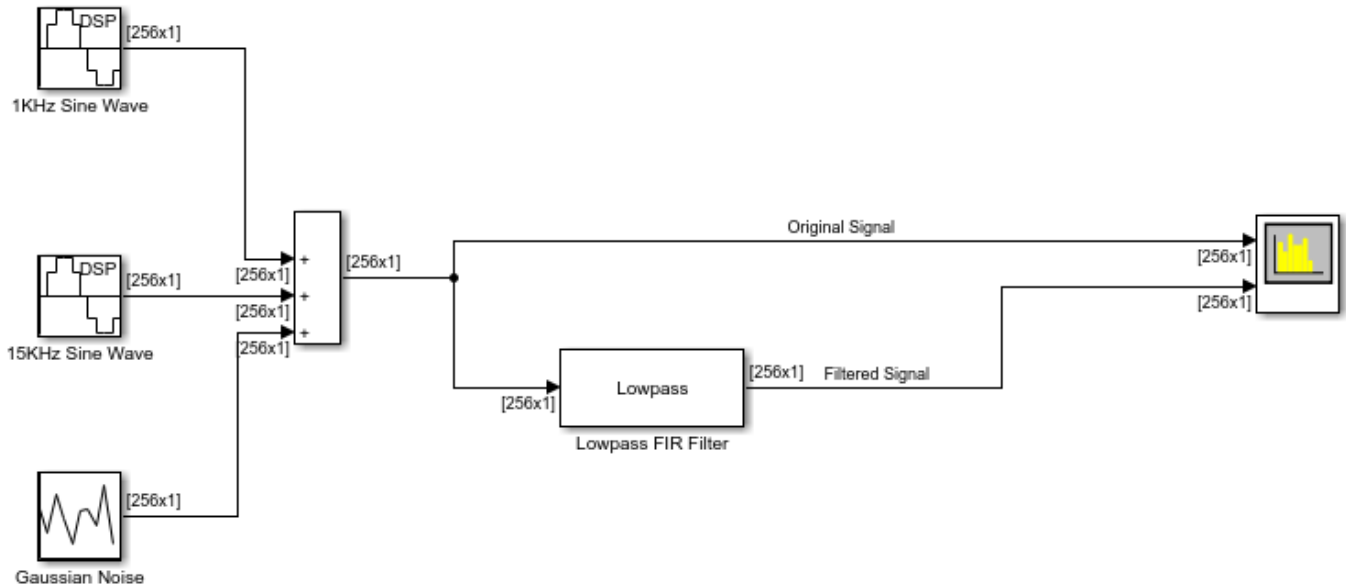 DSP
[256x1]
1KHz Sine Wave
Original Signal
+
[256x1]
[256x1]
[256x1]
DSP
[256x1]
+
[256x1]
[256x1]
15KHz Sine Wave
+
[256x1]
Lowpass
[256x1]
Filtered Signal
[256x1]
Lowpass FIR Filter
[256x1]
Gaussian Noise